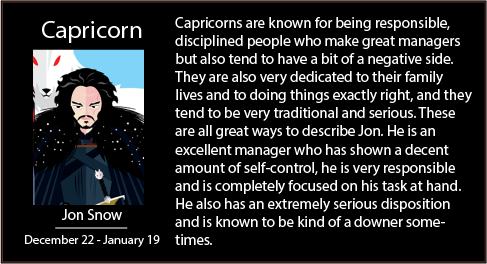 Capricorn
Jon Snow
December 22 - January 19
Capricorns are known for being responsible,
disciplined people who make great managers
but also tend to have a bit of a negative side.
They are also very dedicated to their family
lives and to doing things exactly right, and they
tend to be very traditional and serious. These
are all great ways to describe Jon. He is an
excellent manager who has shown a decent
amount of self-control, he is very responsible
and is completely focused on his task at hand.
He also has an extremely serious disposition
and is known to be kind of a downer some-
times.